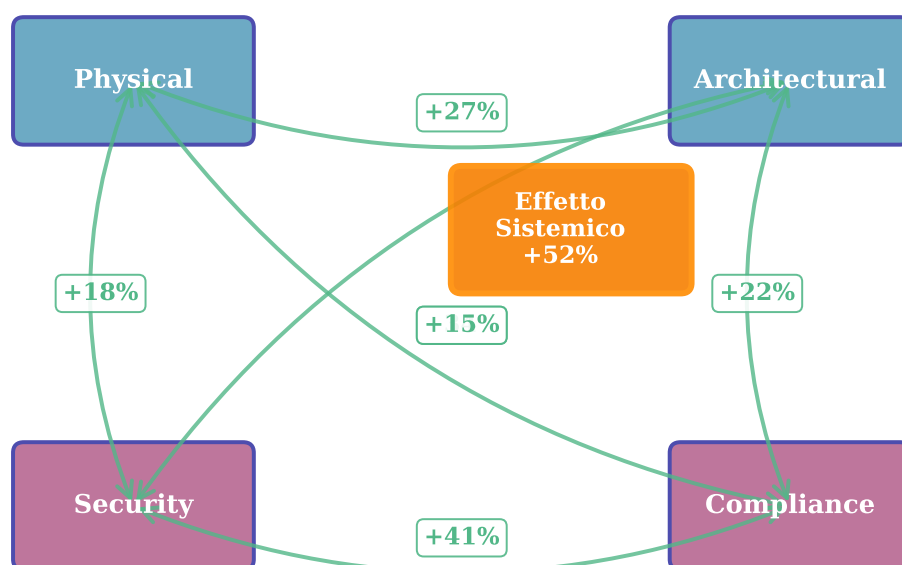 Physical
Architectural
+27%
Effetto
Sistemico
+52%
+18%
+22%
+15%
Security
Compliance
+41%